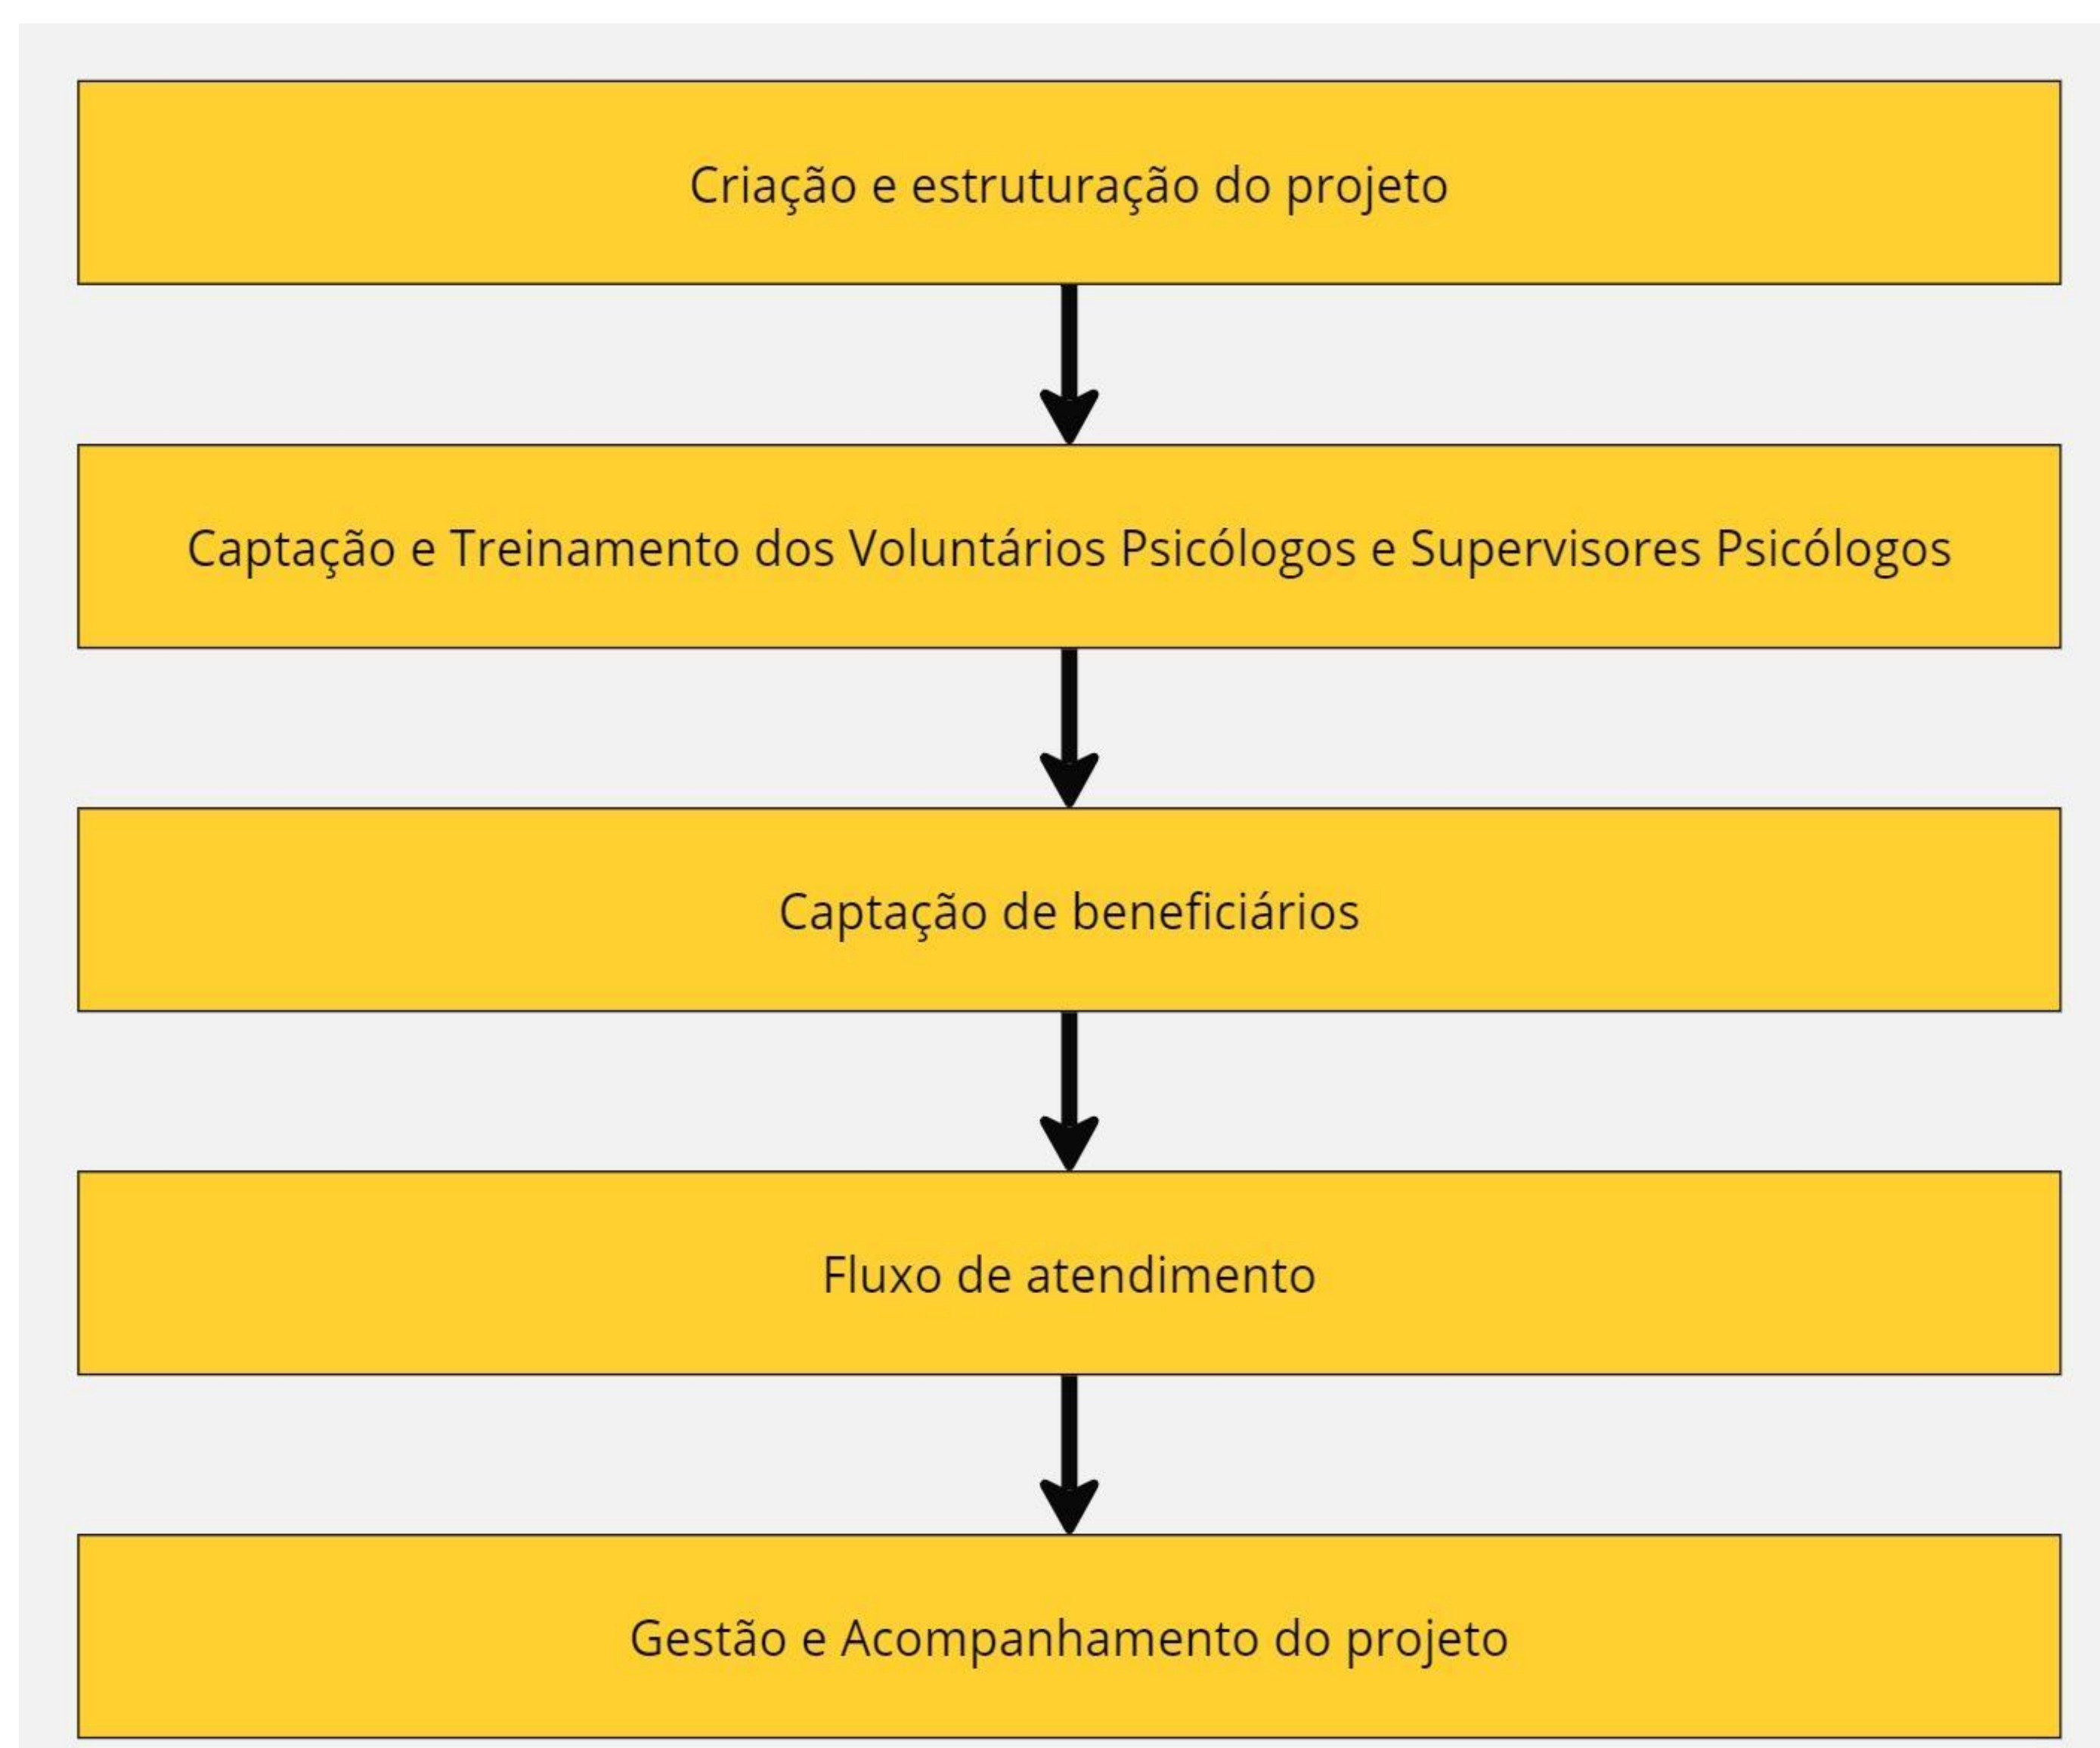 Criação e estruturação do projeto
Captação e Treinamento dos Voluntários Psicólogos e Supervisores Psicólogos
Captação de beneficiários
Fluxo de atendimento
Gestão e Acompanhamento do projeto